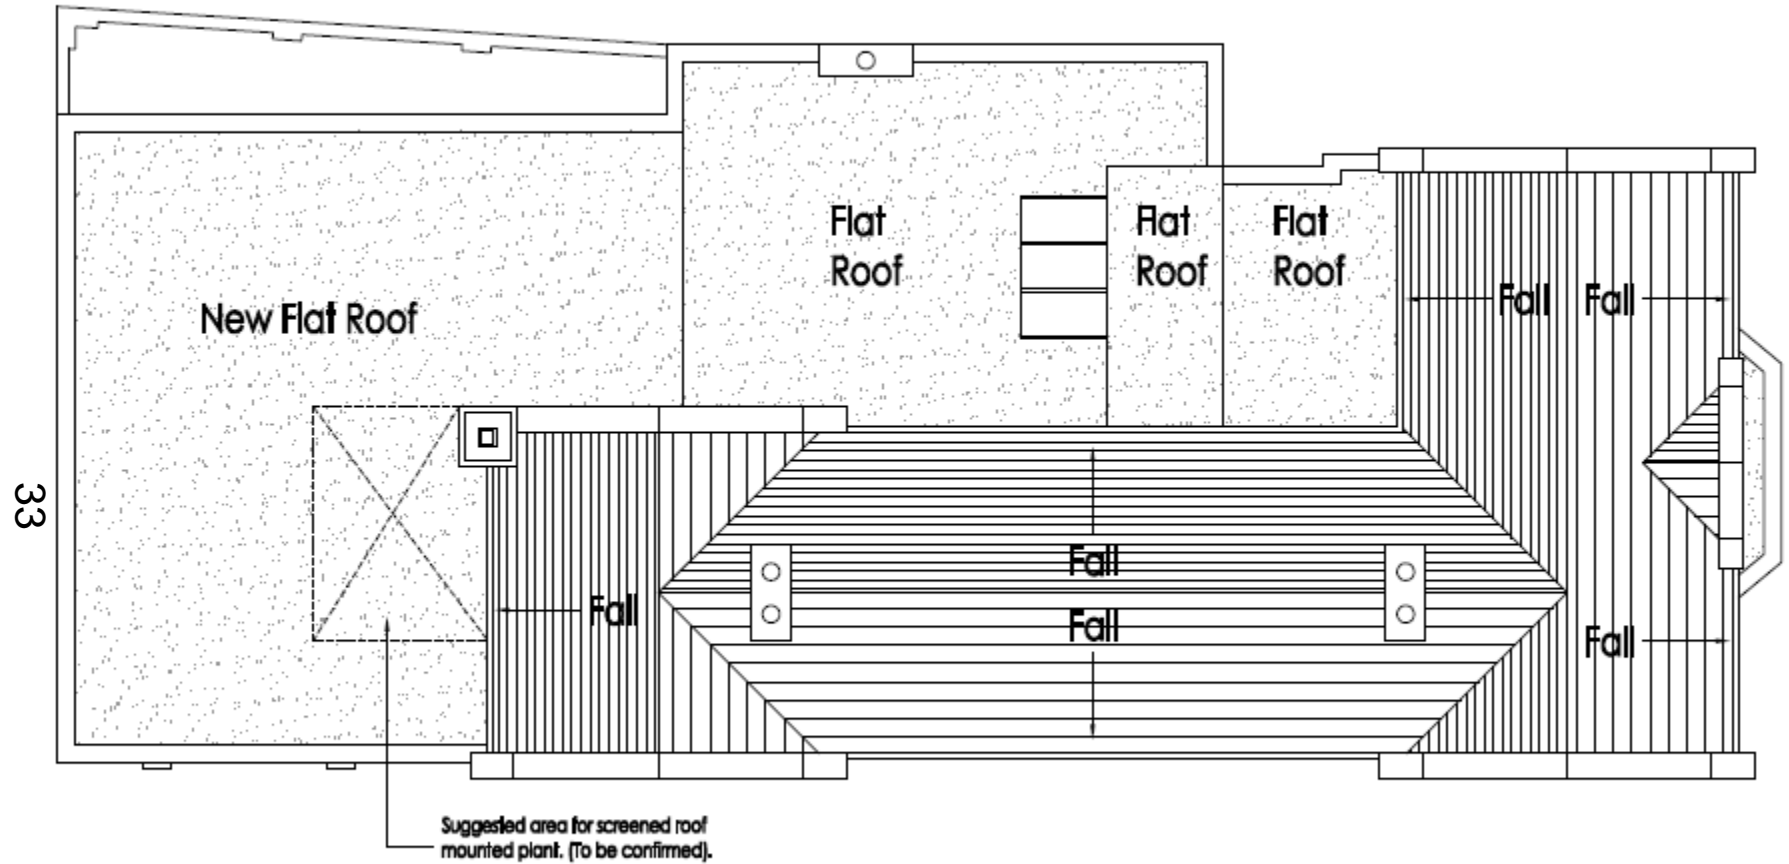 Flat
Roof
Flat
Roof
Flat
Roof
New Flat Roof
Fall
Fall
33
Fall
Fall
Fall
Fall
Suggested area for screened roof
mounted plant. (To be confirmed).